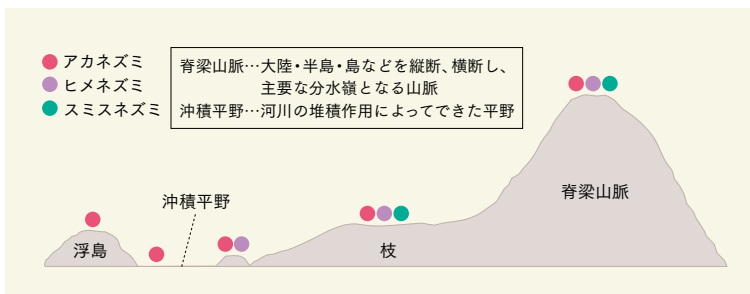 アカネズミ
ヒメネズミ
スミスネズミ
脊梁山脈…大陸・半島・島などを縦断、横断し、
主要な分水嶺となる山脈
沖積平野…河川の堆積作用によってできた平野
沖積平野
浮島
枝
脊梁山脈